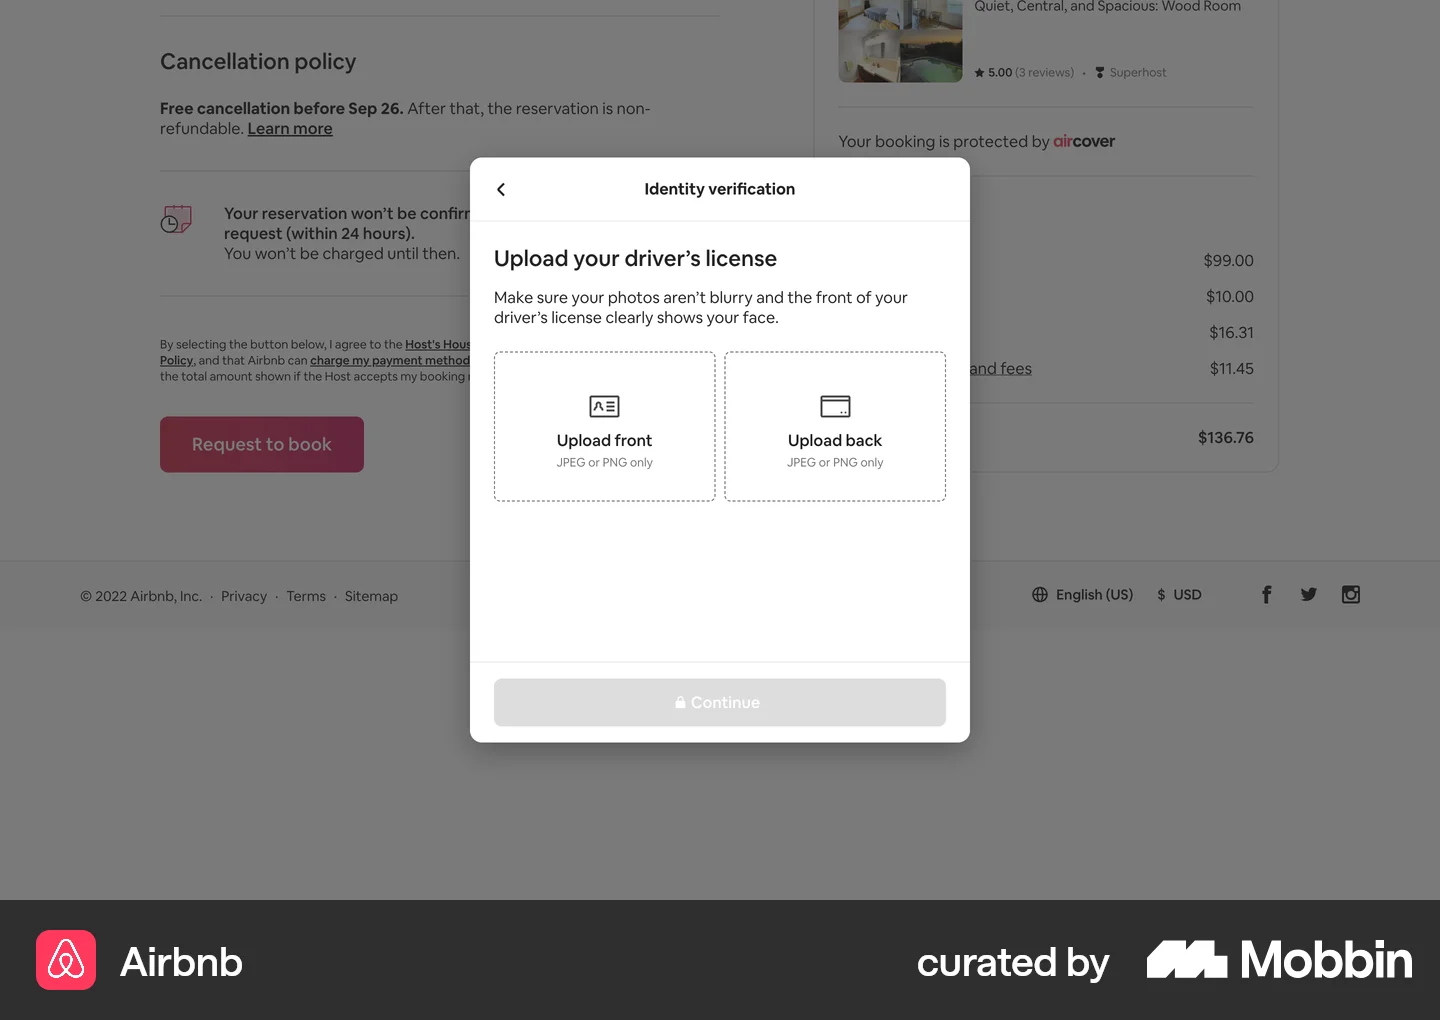 Cancellation policy
Free cancellation before Sep 26. After that, the reservation is non-
refundable. Learn more
Your reservation won’t be confirm
request (within 24 hours).
You won’t be charged until then.
By selecting the button below, I agree to the Host's Hous
Policy, and that Airbnb can charge my payment method
the total amount shown if the Host accepts my booking
Request to book
Quiet, Central, and Spacious: Wood Room
5.00 (3 reviews) · Superhost
Your booking is protected by aircover
$99.00
$10.00
$16.31
and fees $11.45
$136.76
Identity verification
Upload your driver’s license
Make sure your photos aren’t blurry and the front of your
driver’s license clearly shows your face.
Upload front
JPEG or PNG only
Upload back
JPEG or PNG only
Continue
© 2022 Airbnb, Inc. · Privacy · Terms · Sitemap
English (US) $ USD
Airbnb
curated by Mobbin